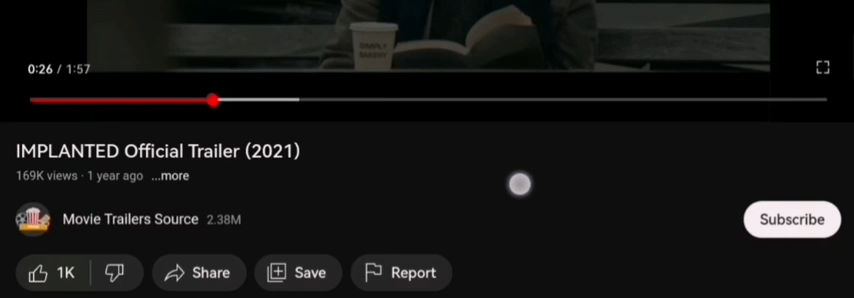 SIMPLY
BAKERY
0:26 / 1:57
IMPLANTED Official Trailer (2021)
169K views · 1 year ago ...more
Movie Trailers Source 2.38M
Subscribe
1K
Share
Save
Report